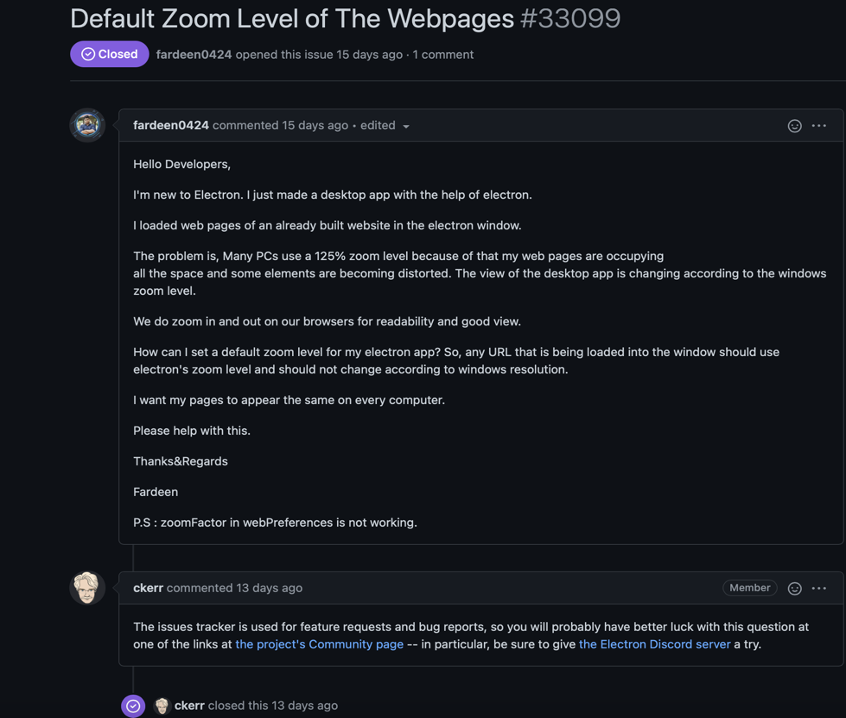 Default Zoom Level of The Webpages #33099
Closed fardeen0424 opened this issue 15 days ago · 1 comment
fardeen0424 commented 15 days ago • edited
Hello Developers,
I'm new to Electron. I just made a desktop app with the help of electron.
I loaded web pages of an already built website in the electron window.
The problem is, Many PCs use a 125% zoom level because of that my web pages are occupying
all the space and some elements are becoming distorted. The view of the desktop app is changing according to the windows
zoom level.
We do zoom in and out on our browsers for readability and good view.
How can I set a default zoom level for my electron app? So, any URL that is being loaded into the window should use
electron's zoom level and should not change according to windows resolution.
I want my pages to appear the same on every computer.
Please help with this.
Thanks&Regards
Fardeen
P.S : zoomFactor in webPreferences is not working.
ckerr commented 13 days ago Member
The issues tracker is used for feature requests and bug reports, so you will probably have better luck with this question at
one of the links at the project's Community page -- in particular, be sure to give the Electron Discord server a try.
ckerr closed this 13 days ago